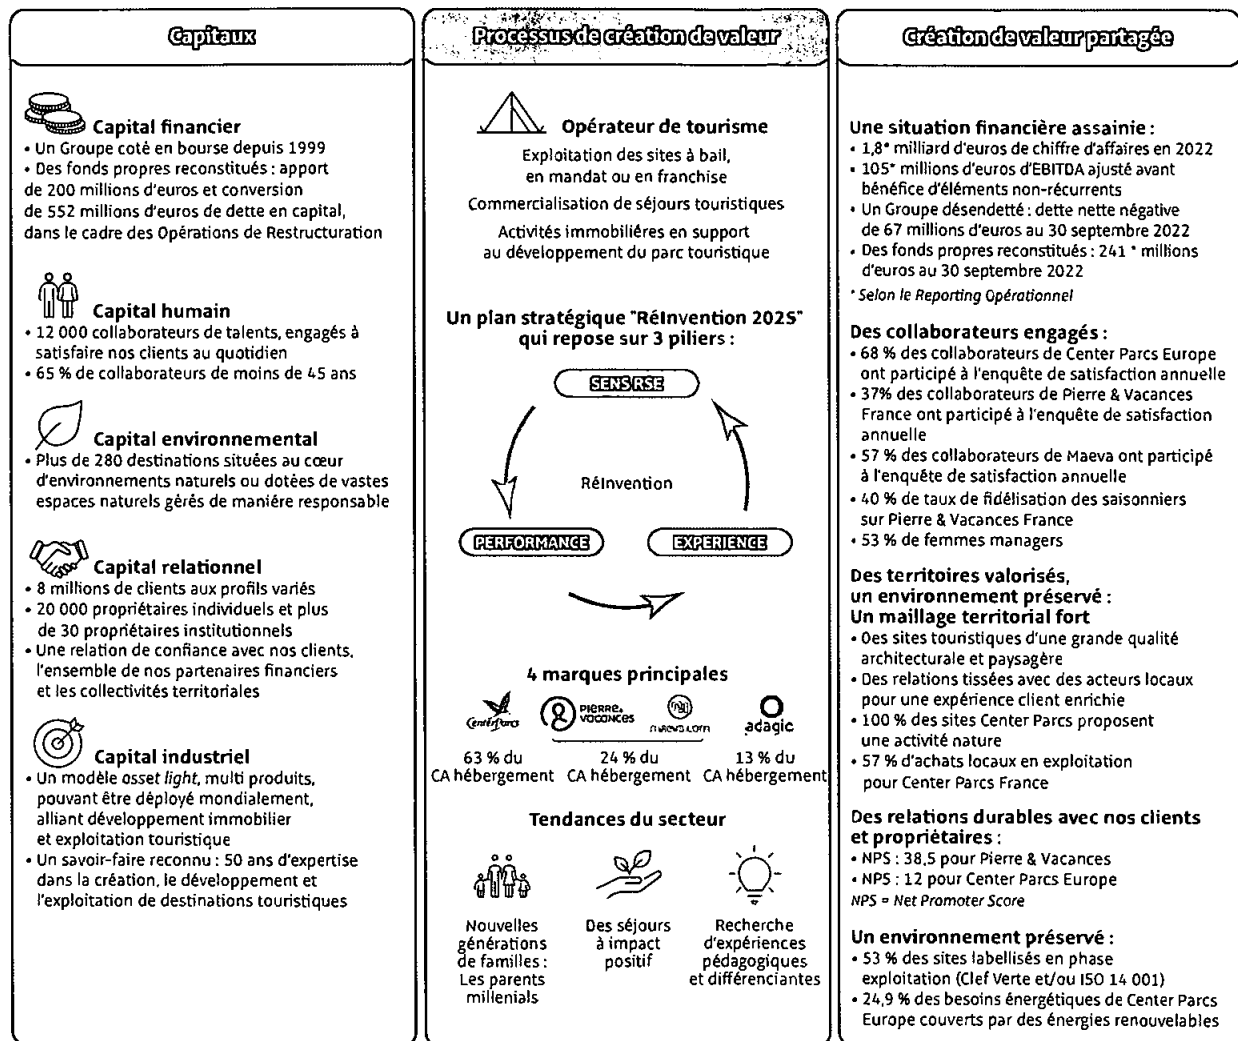 Capitaux
Capital financier
• Un Groupe coté en bourse depuis 1999
• Des fonds propres reconstitués : apport
de 200 millions d'euros et conversion
de 552 millions d'euros de dette en capital,
dans le cadre des Opérations de Restructuration
Capital humain
• 12 000 collaborateurs de talents, engagés à
satisfaire nos clients au quotidien
• 65 % de collaborateurs de moins de 45 ans
Capital environnemental
• Plus de 280 destinations situées au cœur
d'environnements naturels ou dotées de vastes
espaces naturels gérés de maniére responsable
Capital relationnel
• 8 millions de clients aux profils variés
• 20 000 propriétaires individuels et plus
de 30 propriétaires institutionnels
• Une relation de confiance avec nos clients,
l'ensemble de nos partenaires financiers
et les collectivités territoriales
Capital industriel
• Un modèle asset light, multi produits,
pouvant être déployé mondialement,
alliant développement immobilier
et exploitation touristique
• Un savoir-faire reconnu : 50 ans d'expertise
dans la création, le développement et
l'exploitation de destinations touristiques
Processus de création de valeur
Opérateur de tourisme
Exploitation des sites à bail,
en mandat ou en franchise
Commercialisation de séjours touristiques
Activités immobiliéres en support
au développement du parc touristique
Un plan stratégique "RéInvention 2025"
qui repose sur 3 piliers :
SENS RSE
RéInvention
PERFORMANCE
EXPERIENCE
4 marques principales
CenterParcs
PIERRE & VACANCES
maeva.com
adagio
63 % du
CA hébergement
24 % du
CA hébergement
13 % du
CA hébergement
Tendances du secteur
Nouvelles
générations
de familles :
Les parents
millenials
Des séjours
à impact
positif
Recherche
d'expériences
pédagogiques
et différenciantes
Création de valeur partagée
Une situation financière assainie :
• 1,8* milliard d'euros de chiffre d'affaires en 2022
• 105* millions d'euros d'EBITDA ajusté avant
bénéfice d'éléments non-récurrents
• Un Groupe désendetté : dette nette négative
de 67 millions d'euros au 30 septembre 2022
• Des fonds propres reconstitués : 241 * millions
d'euros au 30 septembre 2022
* Selon le Reporting Opérationnel
Des collaborateurs engagés :
• 68 % des collaborateurs de Center Parcs Europe
ont participé à l'enquête de satisfaction annuelle
• 37% des collaborateurs de Pierre & Vacances
France ont participé à l'enquête de satisfaction
annuelle
• 57 % des collaborateurs de Maeva ont participé
à l'enquête de satisfaction annuelle
• 40 % de taux de fidélisation des saisonniers
sur Pierre & Vacances France
• 53 % de femmes managers
Des territoires valorisés,
un environnement préservé :
Un maillage territorial fort
• Des sites touristiques d'une grande qualité
architecturale et paysagère
• Des relations tissées avec des acteurs locaux
pour une expérience client enrichie
• 100 % des sites Center Parcs proposent
une activité nature
• 57 % d'achats locaux en exploitation
pour Center Parcs France
Des relations durables avec nos clients
et propriétaires :
• NPS : 38,5 pour Pierre & Vacances
• NPS : 12 pour Center Parcs Europe
NPS = Net Promoter Score
Un environnement préservé :
• 53 % des sites labellisés en phase
exploitation (Clef Verte et/ou ISO 14 001)
• 24,9 % des besoins énergétiques de Center Parcs
Europe couverts par des énergies renouvelables